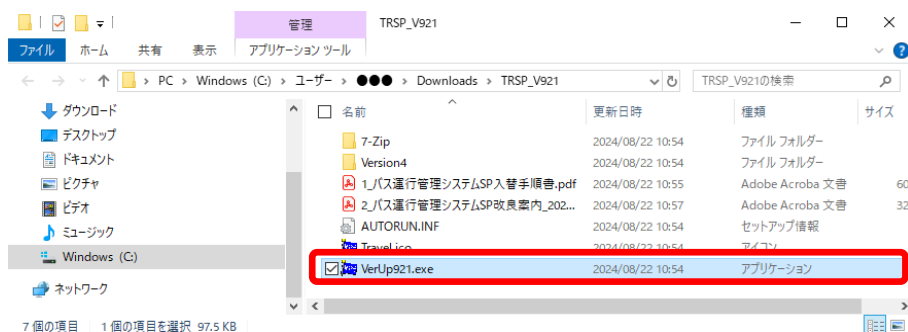 管理 TRSP_V921
ファイル ホーム 共有 表示 アプリケーション ツール
PC Windows (C:) ユーザー ●●● Downloads TRSP_V921 TRSP_V921の検索
名前 更新日時 種類 サイズ
ダウンロード
デスクトップ
ドキュメント
ピクチャ
ビデオ
ミュージック
Windows (C:)
ネットワーク
7-Zip 2024/08/22 10:54 ファイル フォルダー
Version4 2024/08/22 10:54 ファイル フォルダー
1_バス運行管理システムSP入替手順書.pdf 2024/08/22 10:55 Adobe Acroba 文書 60
2_バス運行管理システムSP改良案内_202... 2024/08/22 10:57 Adobe Acroba 文書 32
AUTORUN.INF 2024/08/22 10:54 セットアップ情報
Travel.ico 2024/08/22 10:54 アイコン
VerUp921.exe 2024/08/22 10:54 アプリケーション
7 個の項目 1 個の項目を選択 97.5 KB